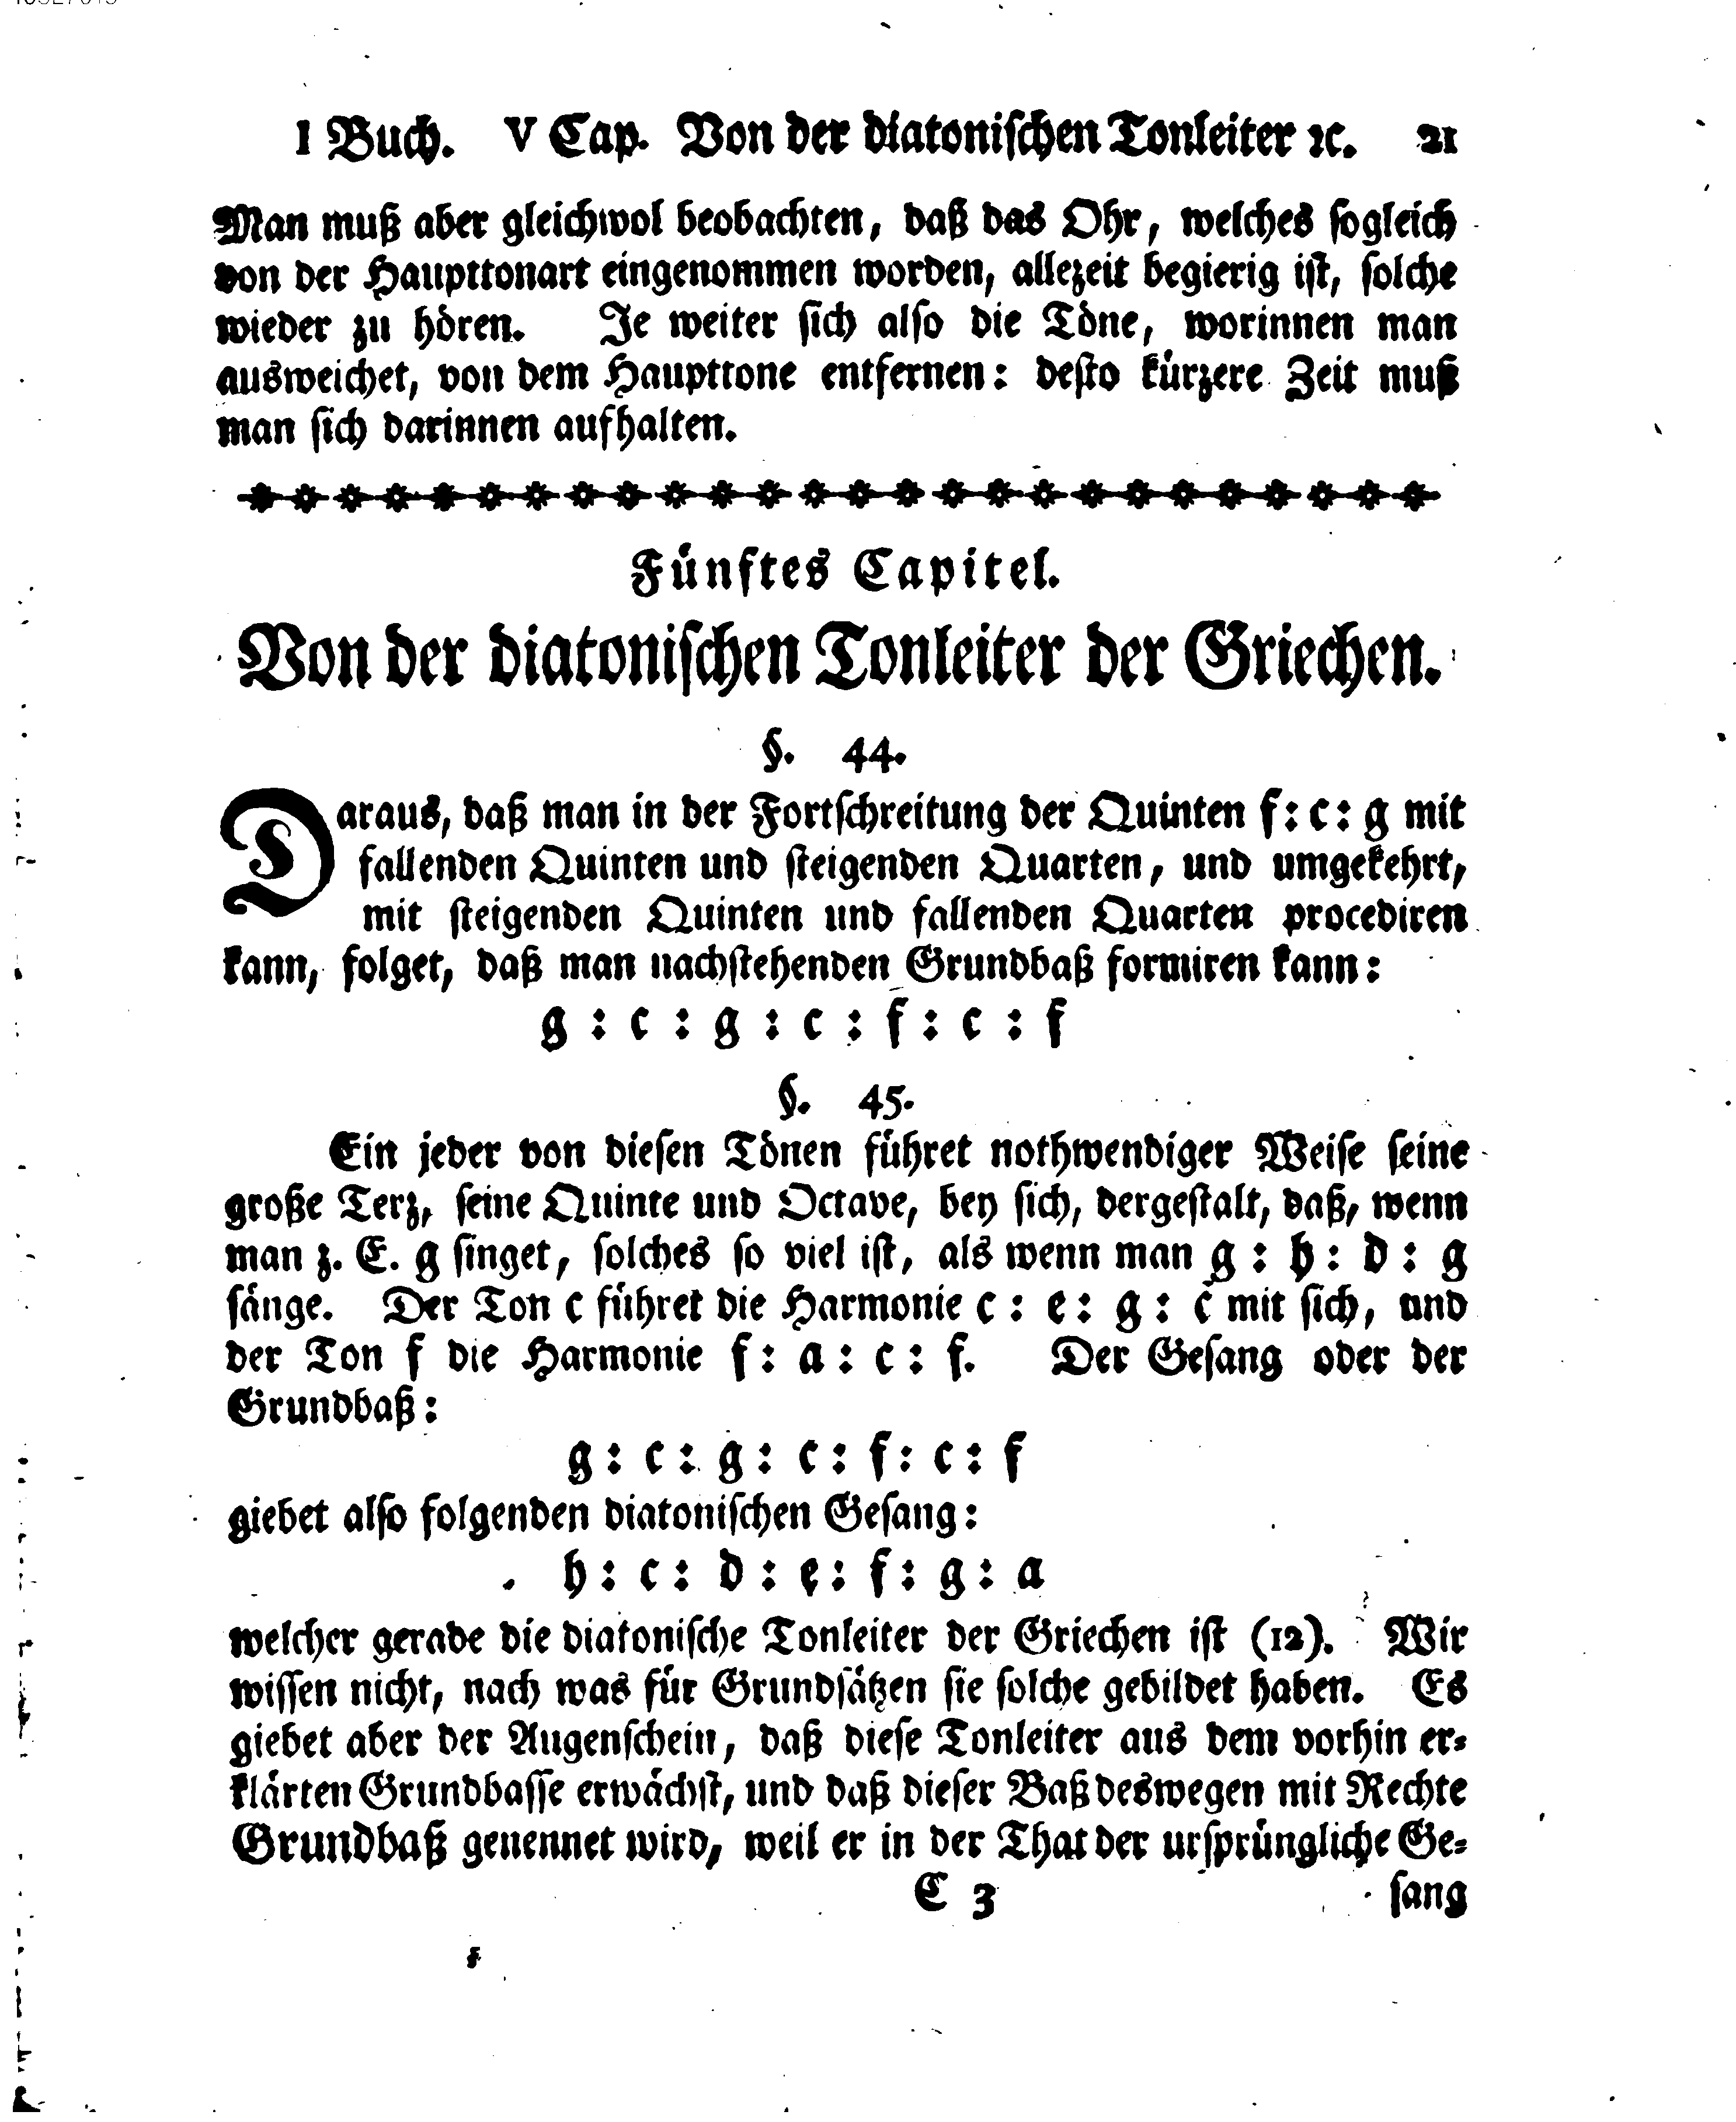 I Buch. V Cap. Von der diatonischen Tonleiter ꝛc. 21
Man muß aber gleichwol beobachten, daß das Ohr, welches sogleich
von der Haupttonart eingenommen worden, allezeit begierig ist, solche
wieder zu hören. Je weiter sich also die Töne, worinnen man
ausweichet, von dem Haupttone entfernen: desto kürzere Zeit muß
man sich darinnen aufhalten.
Fünftes Capitel.
Von der diatonischen Tonleiter der Griechen.
§. 44.
Daraus, daß man in der Fortschreitung der Quinten f: c: g mit
fallenden Quinten und steigenden Quarten, und umgekehrt,
mit steigenden Quinten und fallenden Quarten procediren
kann, folget, daß man nachstehenden Grundbaß formiren kann:
g : c : g : c : f : c : f
§. 45.
Ein jeder von diesen Tönen führet nothwendiger Weise seine
große Terz, seine Quinte und Octave, bey sich, dergestalt, daß, wenn
man z. E. g singet, solches so viel ist, als wenn man g : h : d : g
sänge. Der Ton c führet die Harmonie c : e : g : c mit sich, und
der Ton f die Harmonie f : a : c : f. Der Gesang oder der
Grundbaß:
g : c : g : c : f : c : f
giebet also folgenden diatonischen Gesang:
h : c : d : e : f : g : a
welcher gerade die diatonische Tonleiter der Griechen ist (12). Wir
wissen nicht, nach was für Grundsätzen sie solche gebildet haben. Es
giebet aber der Augenschein, daß diese Tonleiter aus dem vorhin er-
klärten Grundbasse erwächst, und daß dieser Baß deswegen mit Rechte
Grundbaß genennet wird, weil er in der That der ursprüngliche Ge-
C 3 sang